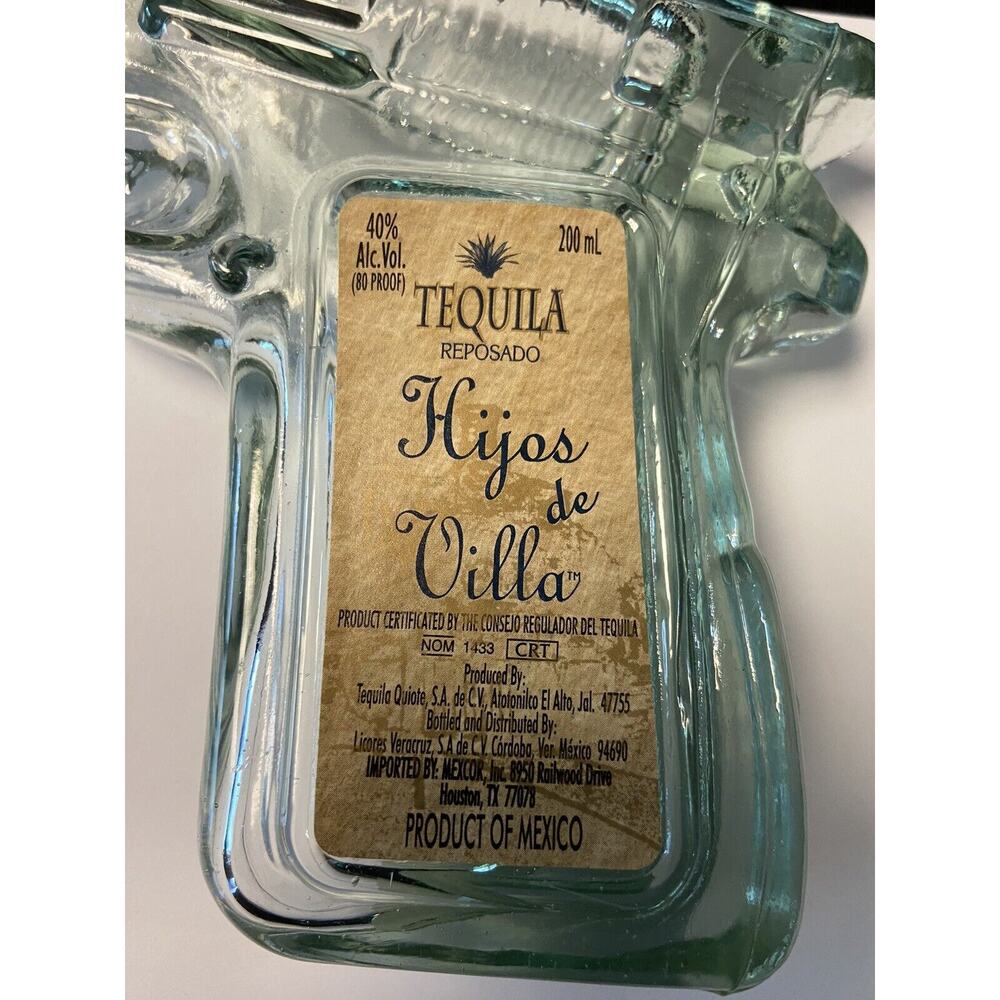 40%
Alc.Vol.
(80 PROOF)
200 mL
TEQUILA
REPOSADO
Hijos
de
Villa™
PRODUCT CERTIFICATED BY THE CONSEJO REGULADOR DEL TEQUILA
NOM 1433 CRT
Produced By:
Tequila Quiote, S.A. de C.V., Atotonilco El Alto, Jal. 47755
Bottled and Distributed By:
Licores Veracruz, S.A de C.V. Córdoba, Ver. México 94690
IMPORTED BY: MEXCOR, Inc. 8950 Railwood Drive
Houston, TX 77078
PRODUCT OF MEXICO